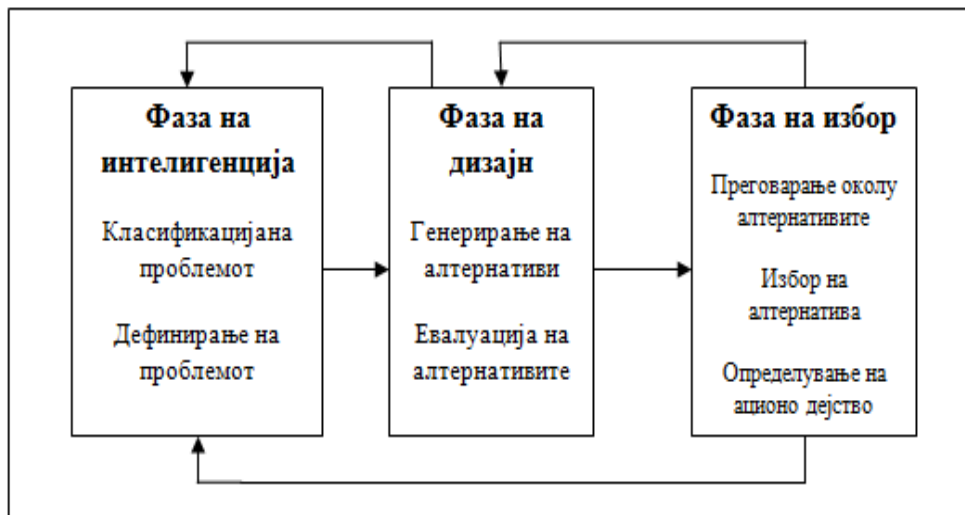 Фаза на
интелигенција
Класификацијана
проблемот
Дефинирање на
проблемот
Фаза на
дизајн
Генерирање на
алтернативи
Евалуација на
алтернативите
Фаза на избор
Преговарање околу
алтернативите
Избор на
алтернатива
Определување на
ационо дејство